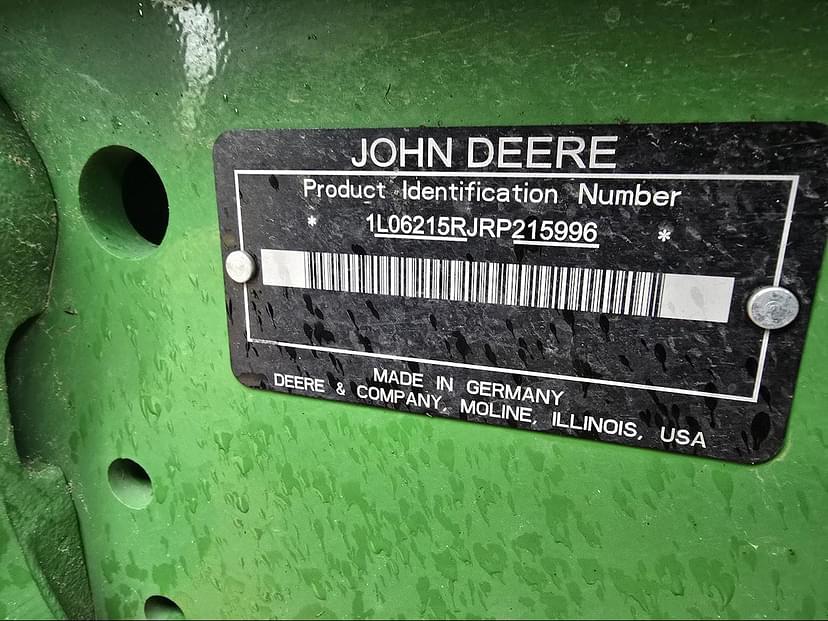 JOHN DEERE
Product Identification Number
* 1L06215RJRP215996 *
MADE IN GERMANY
DEERE & COMPANY, MOLINE, ILLINOIS, USA